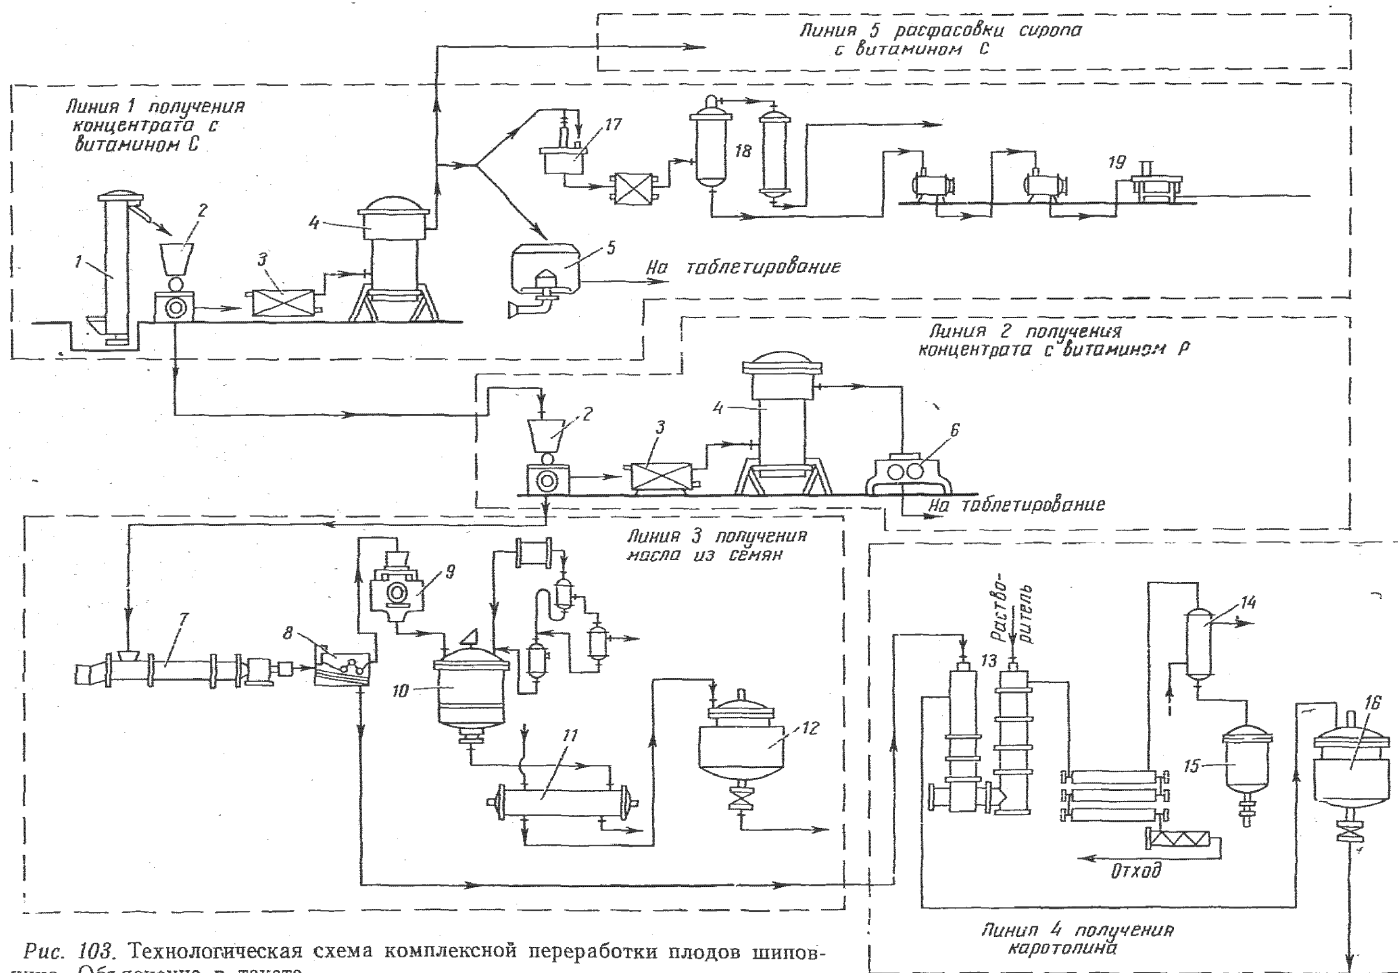 Линия 5 расфасовки сиропа
с витамином С
Линия 1 получения
концентрата с
витамином С
17
18
19
2
4
1
3
5
На таблетирование
Линия 2 получения
концентрата с витамином Р
2
3
4
6
На таблетирование
Линия 3 получения
масла из семян
9
7
8
10
11
12
Раство-
ритель
13
14
15
16
Отход
Линия 4 получения
каротолина
Рис. 103. Технологическая схема комплексной переработки плодов шипов-
ника. Объяснение в тексте